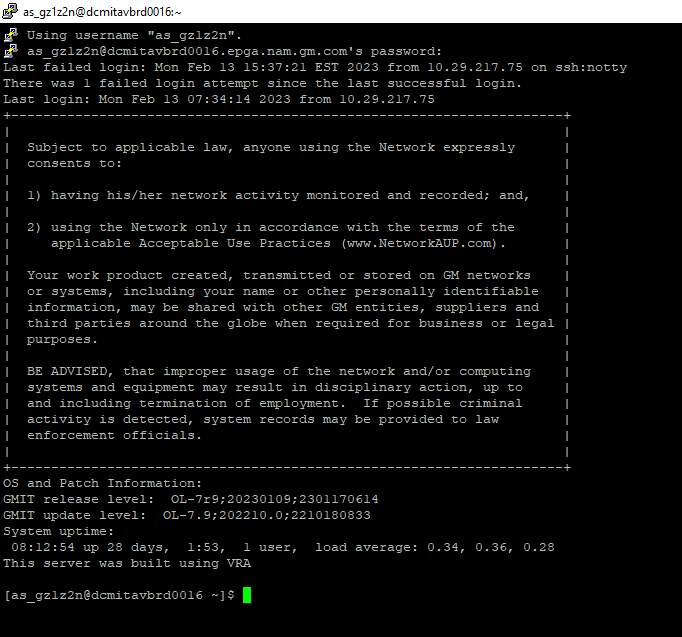 as_gz1z2n@dcmitavbrd0016:~
Using username "as_gz1z2n".
as_gz1z2n@dcmitavbrd0016.epga.nam.gm.com's password:
Last failed login: Mon Feb 13 15:37:21 EST 2023 from 10.29.217.75 on ssh:notty
There was 1 failed login attempt since the last successful login.
Last login: Mon Feb 13 07:34:14 2023 from 10.29.217.75
+---------------------------------------------------------------------+
|                                                                     |
|  Subject to applicable law, anyone using the Network expressly      |
|  consents to:                                                       |
|                                                                     |
|  1) having his/her network activity monitored and recorded; and,    |
|                                                                     |
|  2) using the Network only in accordance with the terms of the      |
|     applicable Acceptable Use Practices (www.NetworkAUP.com).       |
|                                                                     |
|  Your work product created, transmitted or stored on GM networks    |
|  or systems, including your name or other personally identifiable   |
|  information, may be shared with other GM entities, suppliers and   |
|  third parties around the globe when required for business or legal |
|  purposes.                                                          |
|                                                                     |
|  BE ADVISED, that improper usage of the network and/or computing    |
|  systems and equipment may result in disciplinary action, up to     |
|  and including termination of employment.  If possible criminal     |
|  activity is detected, system records may be provided to law        |
|  enforcement officials.                                             |
|                                                                     |
+---------------------------------------------------------------------+
OS and Patch Information:
GMIT release level:  OL-7r9;20230109;2301170614
GMIT update level:  OL-7.9;202210.0;2210180833
System uptime:
 08:12:54 up 28 days,  1:53,  1 user,  load average: 0.34, 0.36, 0.28
This server was built using VRA
[as_gz1z2n@dcmitavbrd0016 ~]$